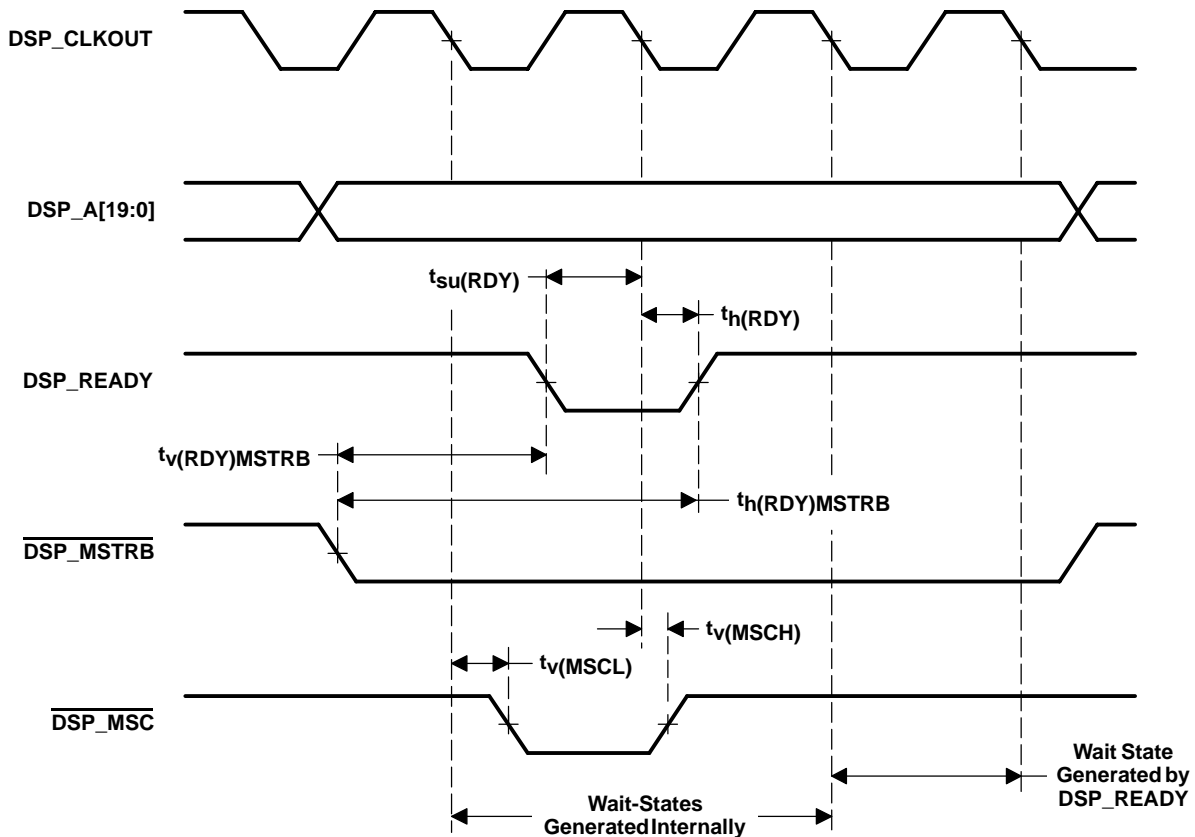 DSP_CLKOUT
DSP_A[19:0]
tsu(RDY)
th(RDY)
DSP_READY
tv(RDY)MSTRB
th(RDY)MSTRB
DSP_MSTRB
tv(MSCH)
tv(MSCL)
DSP_MSC
Wait State
Generated by
DSP_READY
Wait-States
Generated Internally